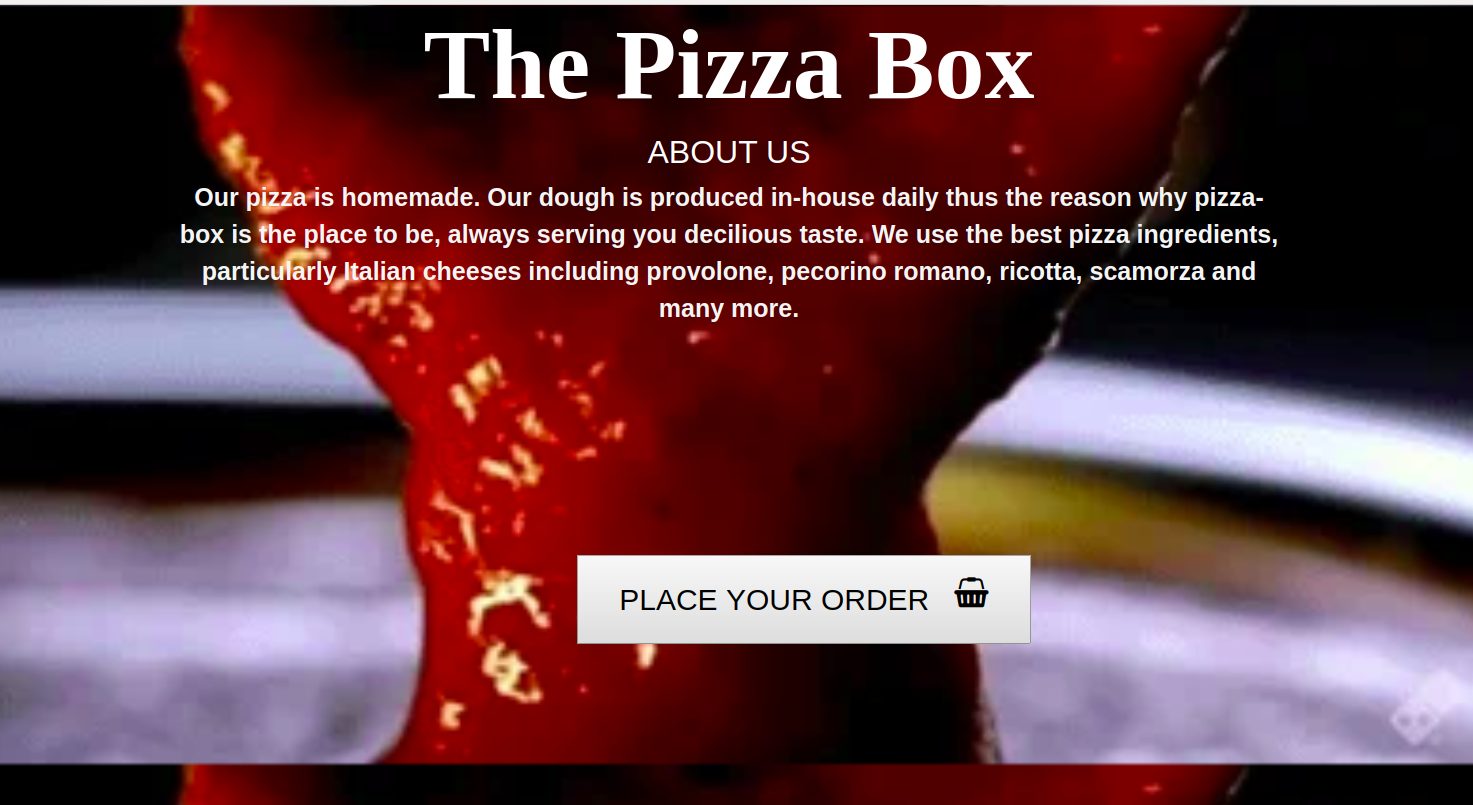 The Pizza Box
ABOUT US
Our pizza is homemade. Our dough is produced in-house daily thus the reason why pizza-
box is the place to be, always serving you decilious taste. We use the best pizza ingredients,
particularly Italian cheeses including provolone, pecorino romano, ricotta, scamorza and
many more.
PLACE YOUR ORDER